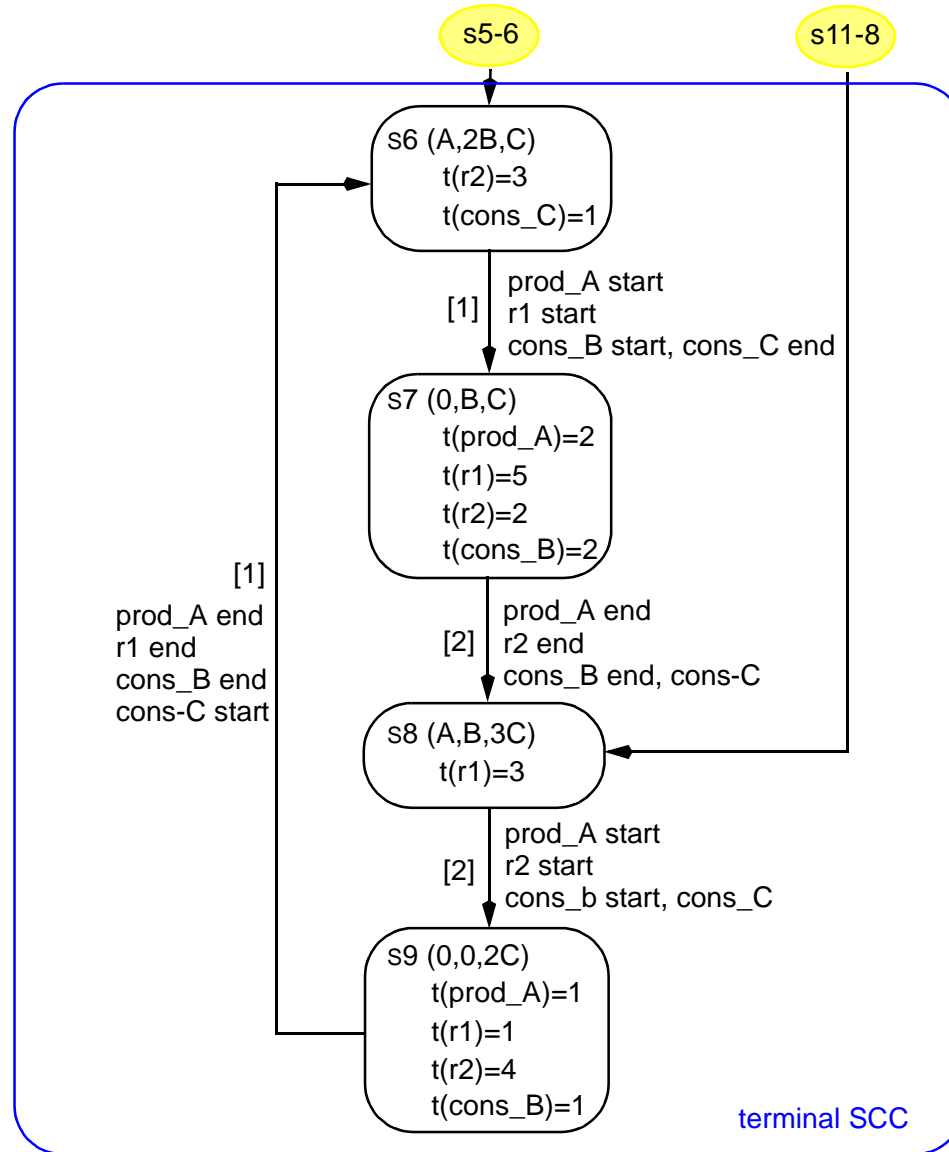 s5-6
s11-8
s6 (A,2B,C)
t(r2)=3
t(cons_C)=1
[1]
prod_A start
r1 start
cons_B start, cons_C end
s7 (0,B,C)
t(prod_A)=2
t(r1)=5
t(r2)=2
t(cons_B)=2
[1]
prod_A end
r1 end
cons_B end
cons-C start
[2]
prod_A end
r2 end
cons_B end, cons-C
s8 (A,B,3C)
t(r1)=3
[2]
prod_A start
r2 start
cons_b start, cons_C
s9 (0,0,2C)
t(prod_A)=1
t(r1)=1
t(r2)=4
t(cons_B)=1
terminal SCC